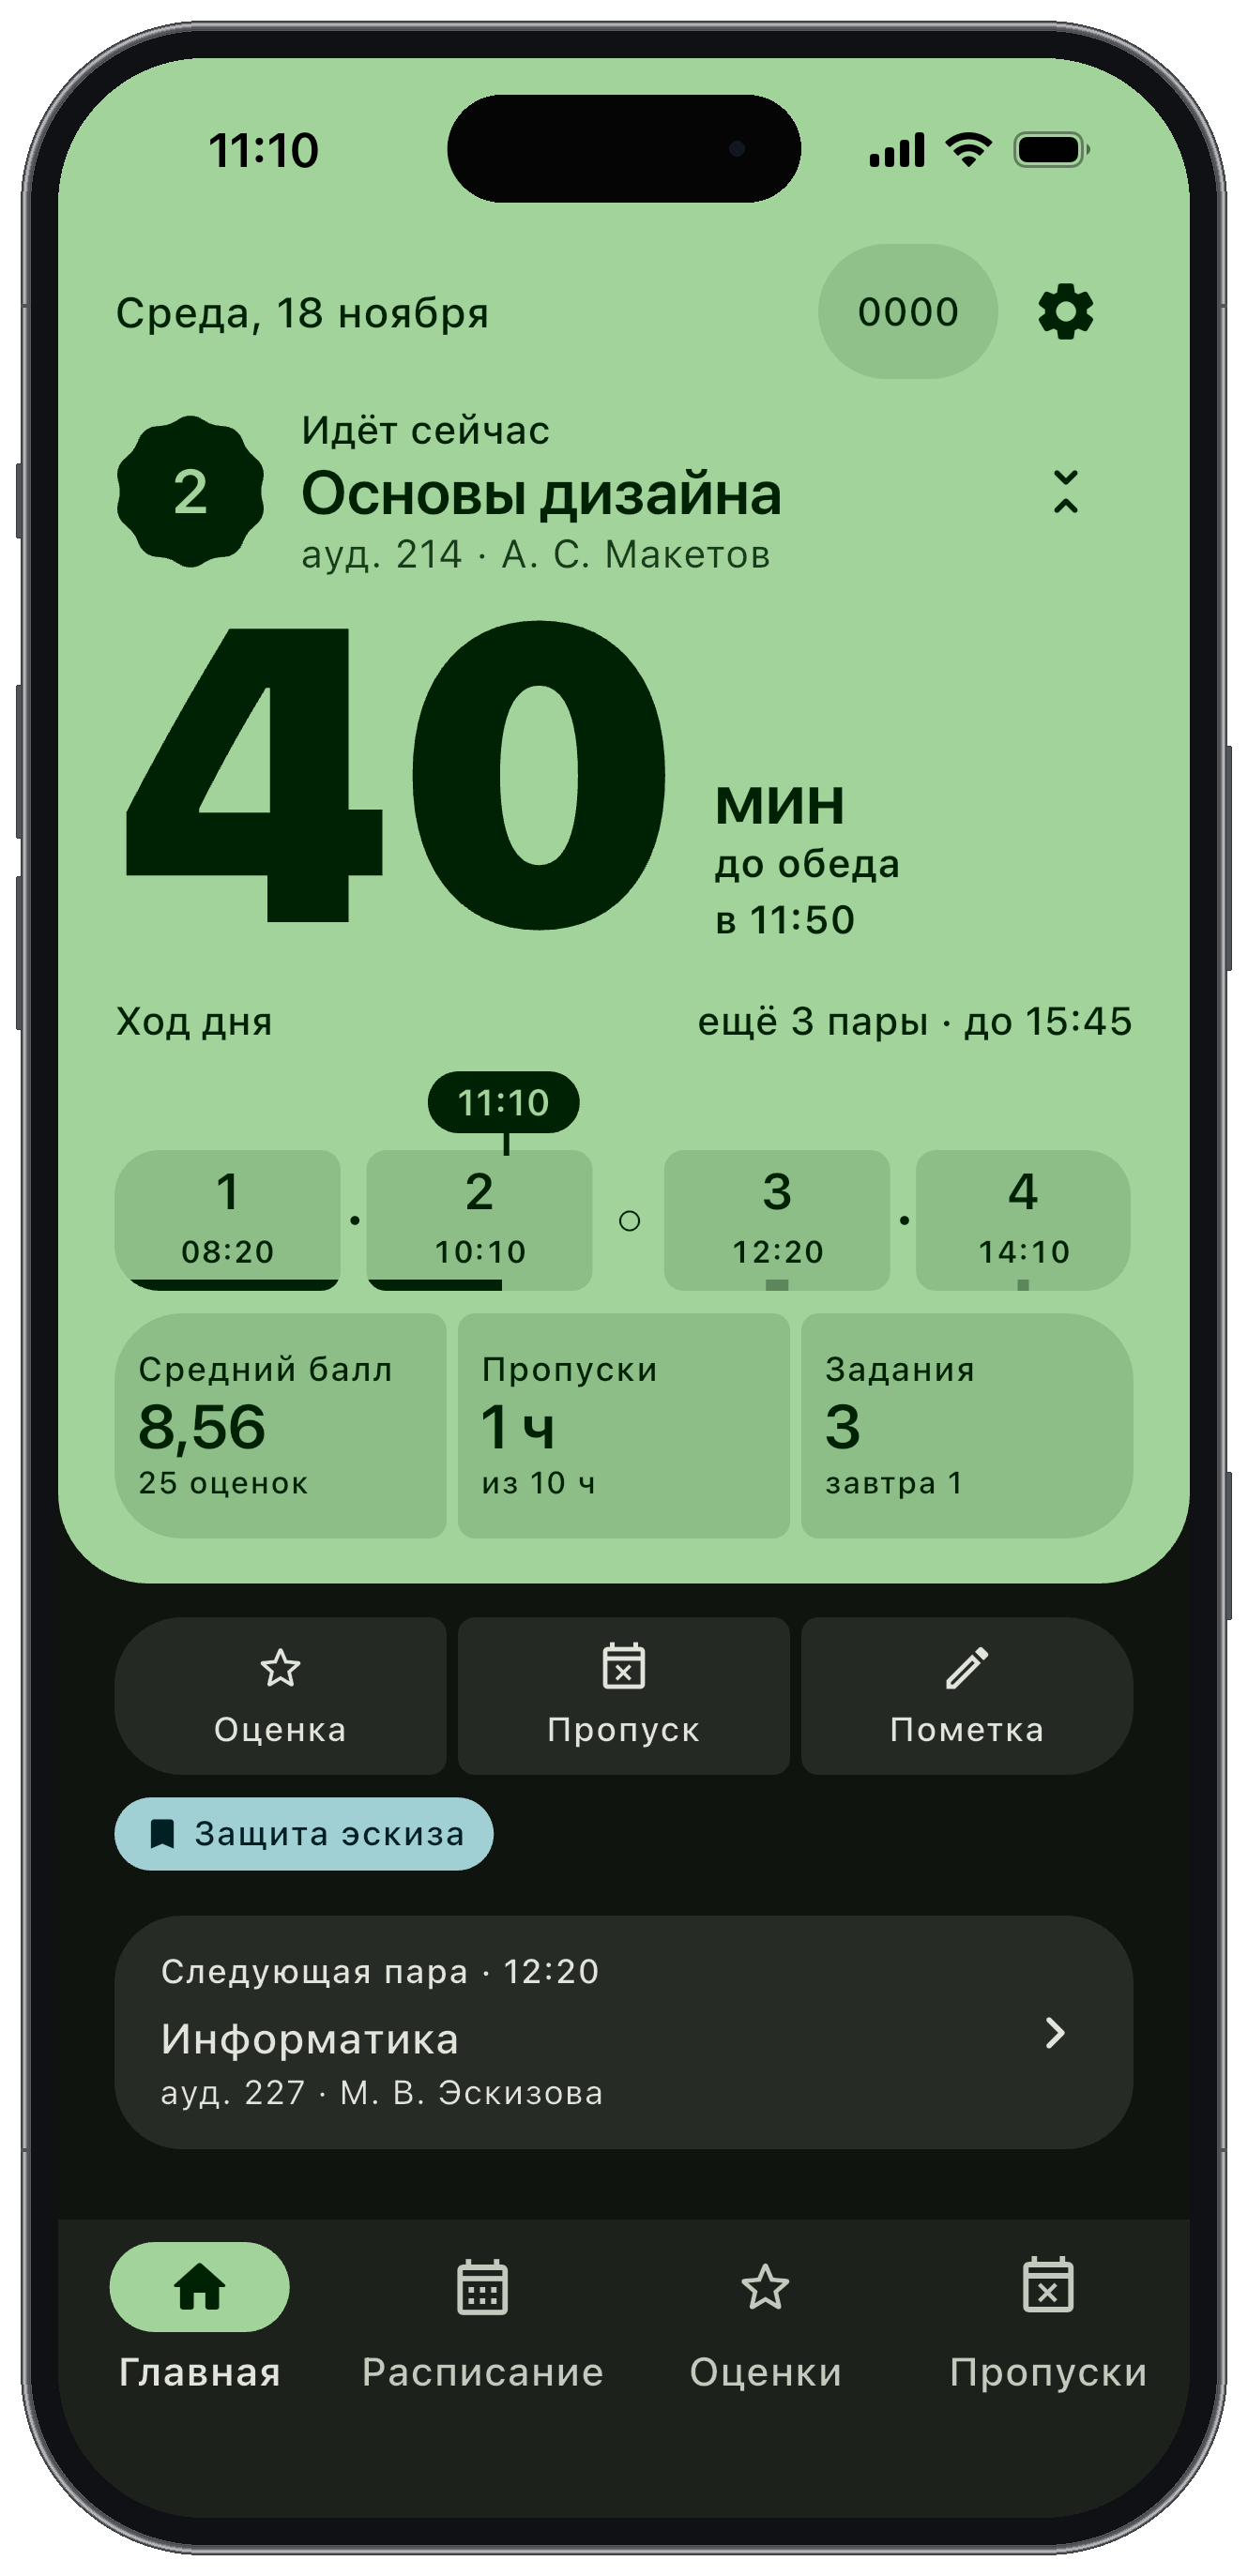 11:10
Среда, 18 ноября
0000
2
Идёт сейчас
Основы дизайна
ауд. 214 · А. С. Макетов
40
мин
до обеда
в 11:50
Ход дня
ещё 3 пары · до 15:45
11:10
1
08:20
2
10:10
3
12:20
4
14:10
Средний балл
8,56
25 оценок
Пропуски
1 ч
из 10 ч
Задания
3
завтра 1
Оценка
Пропуск
Пометка
Защита эскиза
Следующая пара · 12:20
Информатика
ауд. 227 · М. В. Эскизова
Главная
Расписание
Оценки
Пропуски